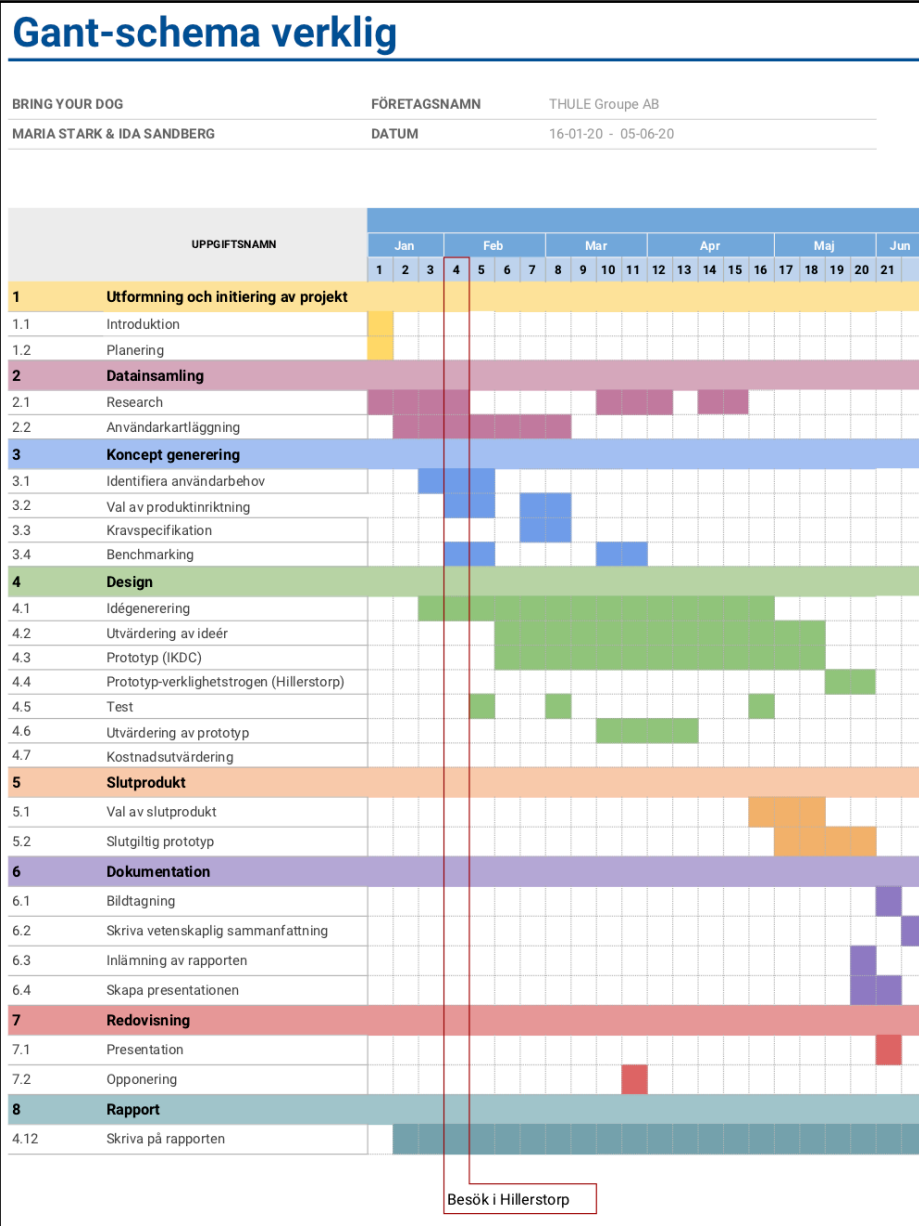 Gant-schema verklig
BRING YOUR DOG FÖRETAGSNAMN THULE Groupe AB
MARIA STARK & IDA SANDBERG DATUM 16-01-20 - 05-06-20
UPPGIFTSNAMN
Jan Feb Mar Apr Maj Jun
1 2 3 4 5 6 7 8 9 10 11 12 13 14 15 16 17 18 19 20 21
1 Utformning och initiering av projekt
1.1 Introduktion
1.2 Planering
2 Datainsamling
2.1 Research
2.2 Användarkartläggning
3 Koncept generering
3.1 Identifiera användarbehov
3.2 Val av produktinriktning
3.3 Kravspecifikation
3.4 Benchmarking
4 Design
4.1 Idégenerering
4.2 Utvärdering av ideér
4.3 Prototyp (IKDC)
4.4 Prototyp-verklighetstrogen (Hillerstorp)
4.5 Test
4.6 Utvärdering av prototyp
4.7 Kostnadsutvärdering
5 Slutprodukt
5.1 Val av slutprodukt
5.2 Slutgiltig prototyp
6 Dokumentation
6.1 Bildtagning
6.2 Skriva vetenskaplig sammanfattning
6.3 Inlämning av rapporten
6.4 Skapa presentationen
7 Redovisning
7.1 Presentation
7.2 Opponering
8 Rapport
4.12 Skriva på rapporten
Besök i Hillerstorp